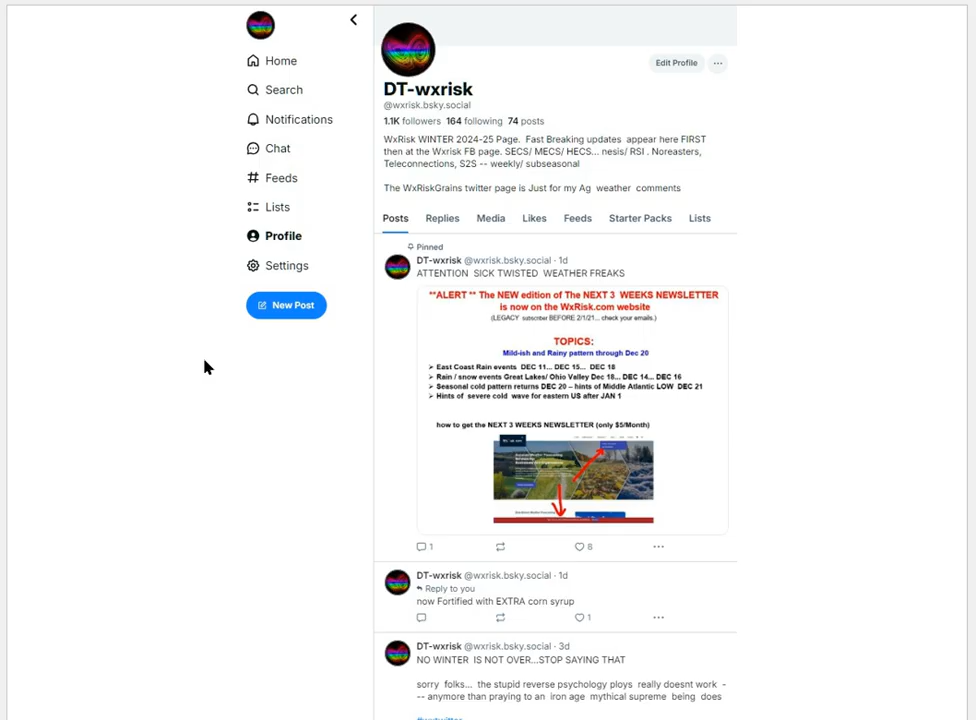 Home
Search
Notifications
Chat
Feeds
Lists
Profile
Settings
New Post
Edit Profile
DT-wxrisk
@wxrisk.bsky.social
1.1K followers 164 following 74 posts
WxRisk WINTER 2024-25 Page. Fast Breaking updates appear here FIRST
then at the Wxrisk FB page. SECS/ MECS/ HECS... nesis/ RSI . Noreasters,
Teleconnections, S2S -- weekly/ subseasonal
The WxRiskGrains twitter page is Just for my Ag weather comments
Posts Replies Media Likes Feeds Starter Packs Lists
Pinned
DT-wxrisk @wxrisk.bsky.social · 1d
ATTENTION SICK TWISTED WEATHER FREAKS
**ALERT ** The NEW edition of The NEXT 3 WEEKS NEWSLETTER
is now on the WxRisk.com website
(LEGACY subscriber BEFORE 2/1/21... check your emails.)
TOPICS:
Mild-ish and Rainy pattern through Dec 20
➢ East Coast Rain events DEC 11... DEC 15... DEC 18
➢ Rain / snow events Great Lakes/ Ohio Valley Dec 18... DEC 14... DEC 16
➢ Seasonal cold pattern returns DEC 20 – hints of Middle Atlantic LOW DEC 21
➢ Hints of severe cold wave for eastern US after JAN 1
how to get the NEXT 3 WEEKS NEWSLETTER (only $5/Month)
1 8
DT-wxrisk @wxrisk.bsky.social · 1d
Reply to you
now Fortified with EXTRA corn syrup
1
DT-wxrisk @wxrisk.bsky.social · 3d
NO WINTER IS NOT OVER...STOP SAYING THAT
sorry folks... the stupid reverse psychology ploys really doesnt work -
-- anymore than praying to an iron age mythical supreme being does
#wxtwitter